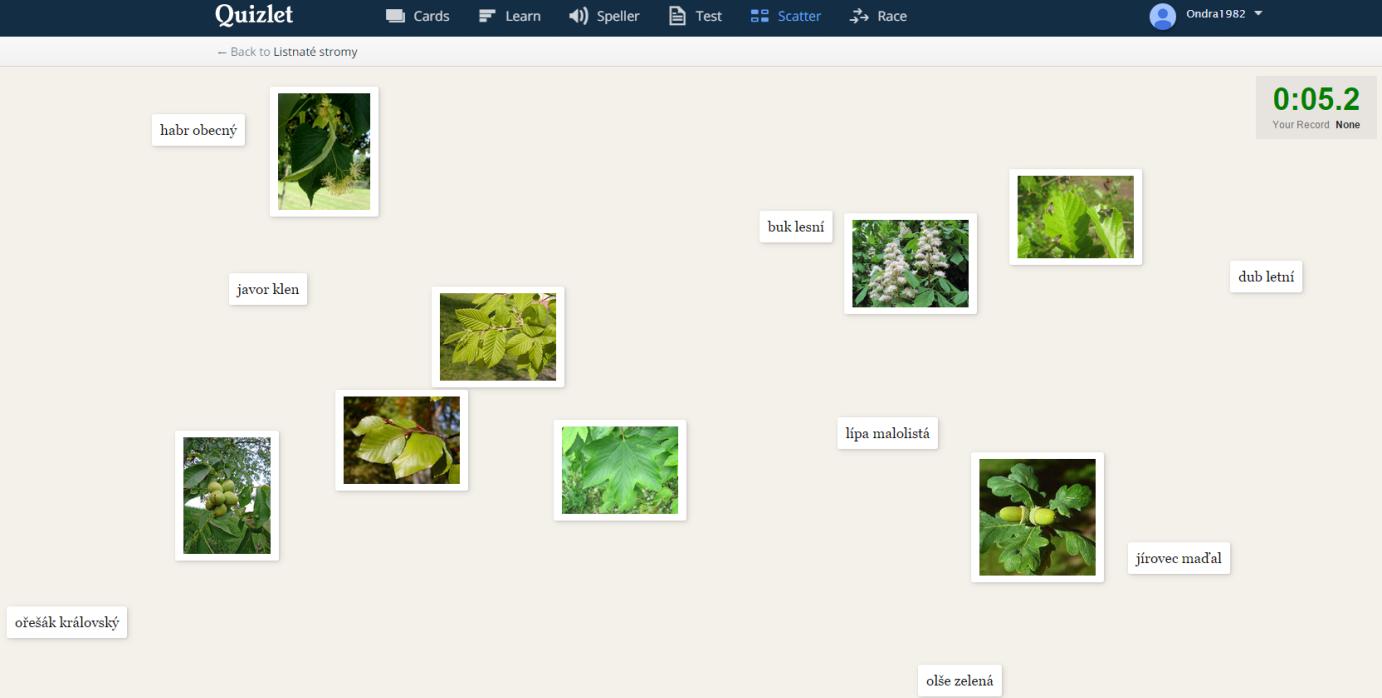 Quizlet
Cards
Learn
Speller
Test
Scatter
Race
Ondra1982
← Back to Listnaté stromy
0:05.2
Your Record None
habr obecný
buk lesní
dub letní
javor klen
lípa malolistá
jírovec maďal
ořešák královský
olše zelená